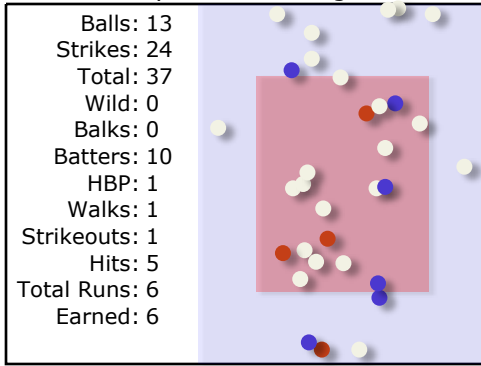 Balls: 13
Strikes: 24
Total: 37
Wild: 0
Balks: 0
Batters: 10
HBP: 1
Walks: 1
Strikeouts: 1
Hits: 5
Total Runs: 6
Earned: 6